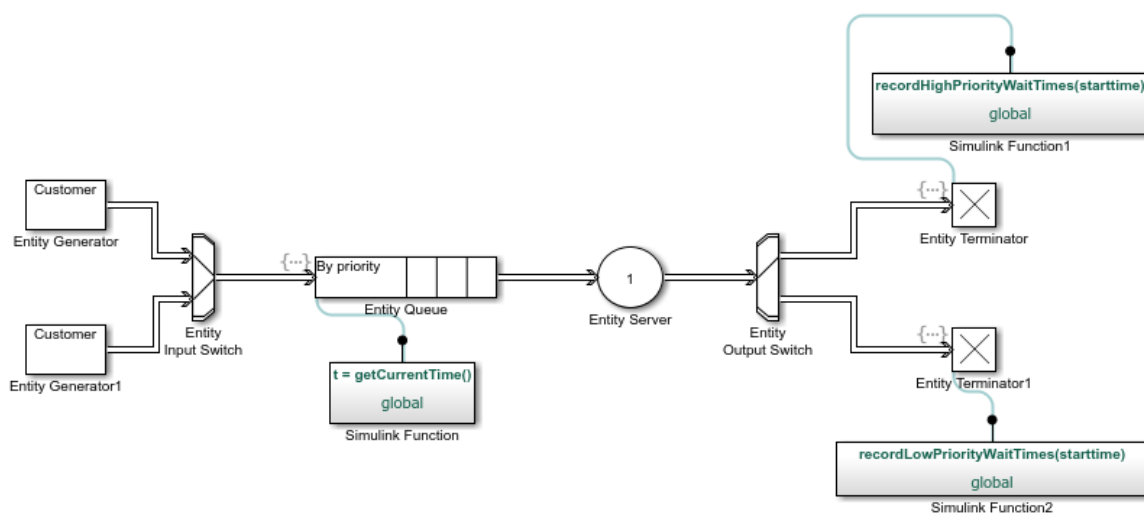 recordHighPriorityWaitTimes(starttime)
global
Simulink Function1
Customer
Entity Generator
{...}
Entity Terminator
{...}
By priority
Entity Queue
1
Entity Server
Entity
Input Switch
Entity
Output Switch
Customer
Entity Generator1
{...}
Entity Terminator1
t = getCurrentTime()
global
Simulink Function
recordLowPriorityWaitTimes(starttime)
global
Simulink Function2